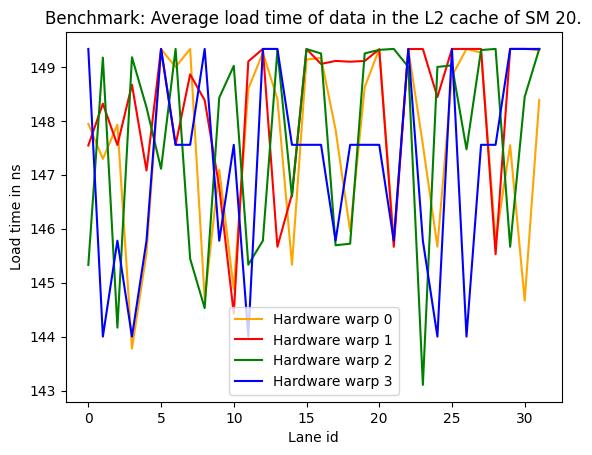 Benchmark: Average load time of data in the L2 cache of SM 20.
Load time in ns
149
148
147
146
145
144
143
0 5 10 15 20 25 30
Lane id
Hardware warp 0
Hardware warp 1
Hardware warp 2
Hardware warp 3